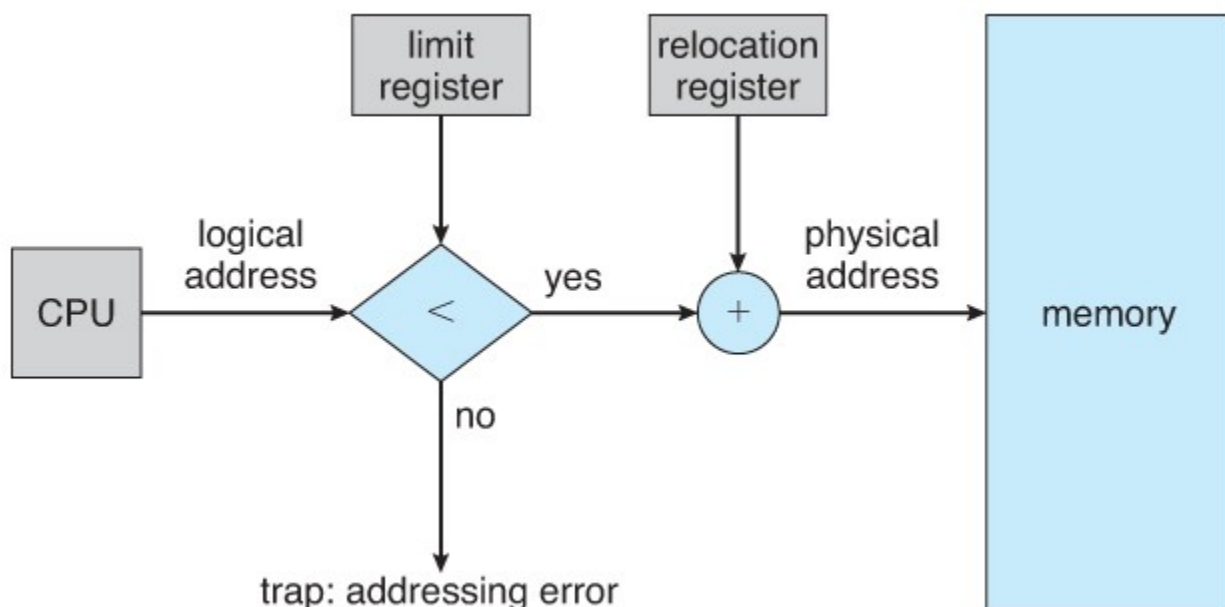 limit
register
relocation
register
logical
address
physical
address
CPU
<
yes
+
memory
no
trap: addressing error